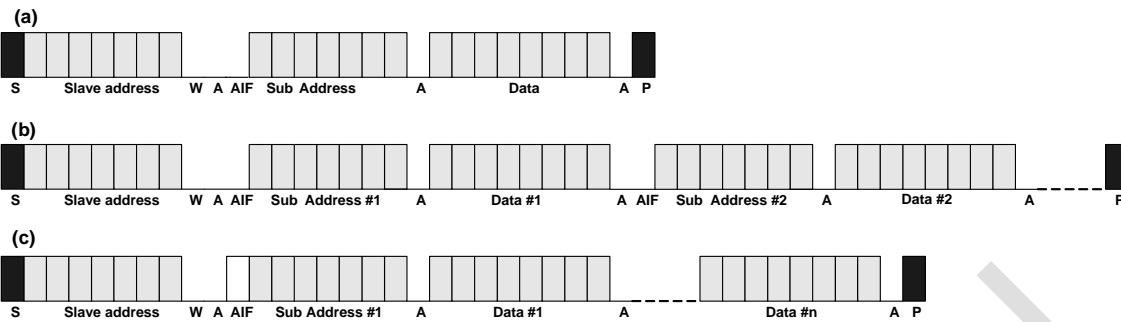 (a)
S Slave address W A AIF Sub Address A Data A P
(b)
S Slave address W A AIF Sub Address #1 A Data #1 A AIF Sub Address #2 A Data #2 A P
(c)
S Slave address W A AIF Sub Address #1 A Data #1 A Data #n A P